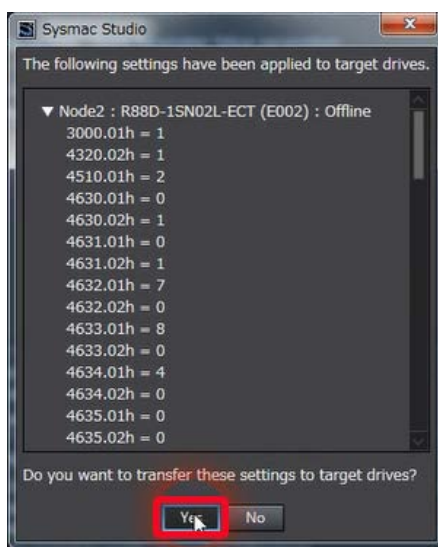 Sysmac Studio
The following settings have been applied to target drives.
▼ Node2 : R88D-1SN02L-ECT (E002) : Offline
3000.01h = 1
4320.02h = 1
4510.01h = 2
4630.01h = 0
4630.02h = 1
4631.01h = 0
4631.02h = 1
4632.01h = 7
4632.02h = 0
4633.01h = 8
4633.02h = 0
4634.01h = 4
4634.02h = 0
4635.01h = 0
4635.02h = 0
Do you want to transfer these settings to target drives?
Yes No